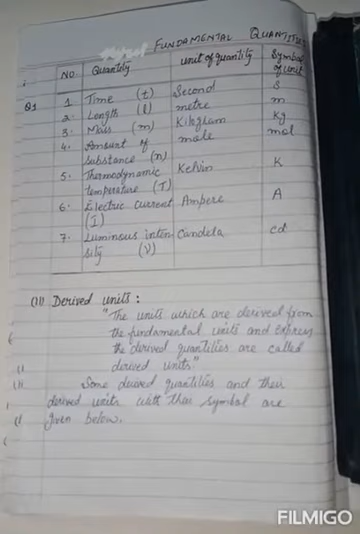 FUNDAMENTAL QUANTITIES
NO. Quantity unit of quantity Symbol of unit
Q1 1. Time (t) Second S
2. Length (l) metre m
3. Mass (m) Kilogram Kg
4. Amount of mole mol
substance (n)
5. Thermodynamic Kelvin K
temperature (T)
6. Electric Current Ampere A
(I)
7. Luminous inten- Candela cd
sity (V)
(II) Derived units :
"The units which are derived from
the fundamental units and express
the derived quantities are called
derived units."
Some derived quantities and their
derived units with their symbol are
given below.
FILMIGO